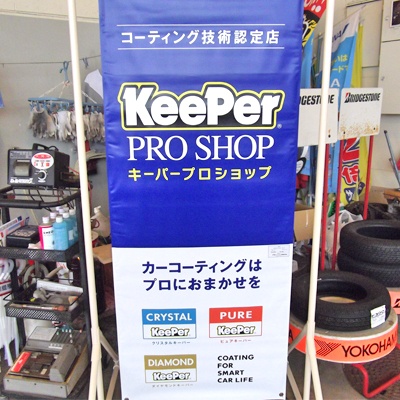 コーティング技術認定店
KeePer
PRO SHOP
キーパープロショップ
カーコーティングは
プロにおまかせを
CRYSTAL
KeePer
クリスタルキーパー
PURE
KeePer
ピュアキーパー
DIAMOND
KeePer
ダイヤモンドキーパー
COATING
FOR
SMART
CAR LIFE
BRIDGESTONE
BRIDGESTONE
YOKOHAMA